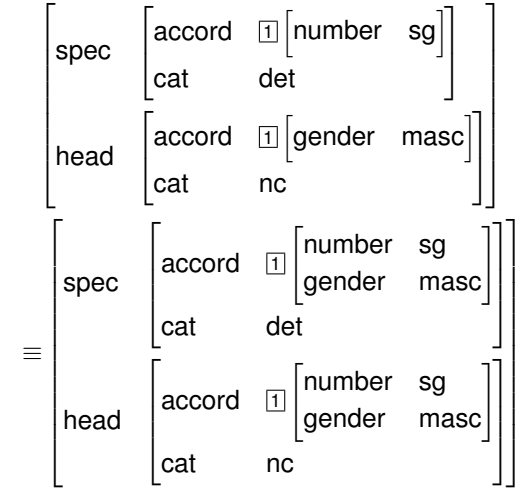 accord 1 number sg
spec
cat det
accord 1 gender masc
head
cat nc
number sg
accord 1
gender masc
spec
cat det
≡
number sg
accord 1
gender masc
head
cat nc